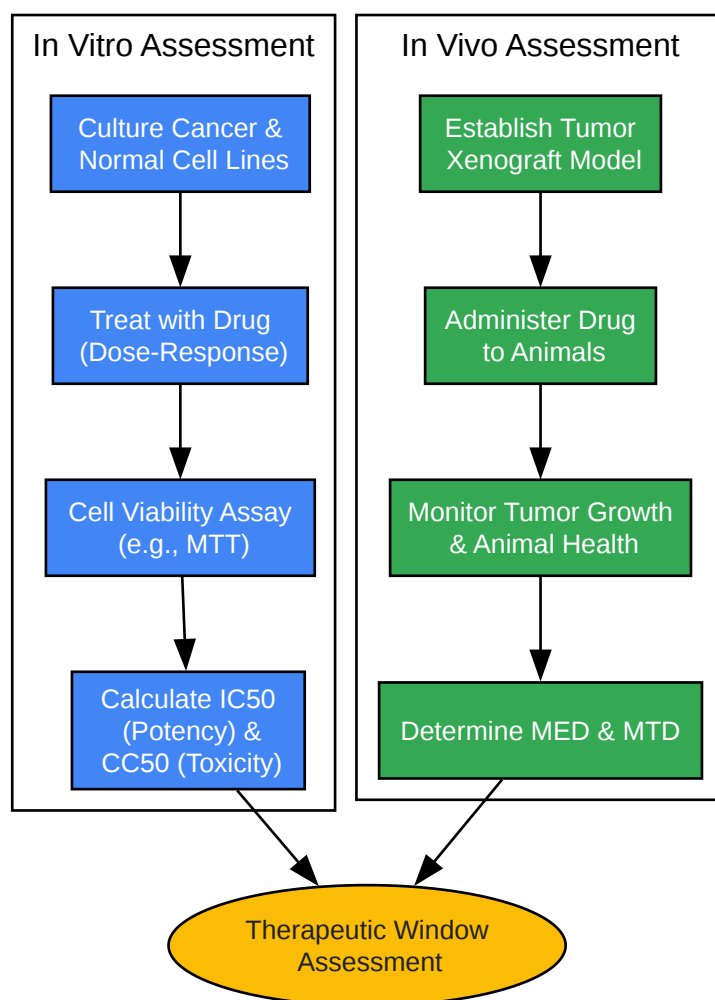 In Vitro Assessment
Culture Cancer &
Normal Cell Lines
Treat with Drug
(Dose-Response)
Cell Viability Assay
(e.g., MTT)
Calculate IC50
(Potency) &
CC50 (Toxicity)
In Vivo Assessment
Establish Tumor
Xenograft Model
Administer Drug
to Animals
Monitor Tumor Growth
& Animal Health
Determine MED & MTD
Therapeutic Window
Assessment